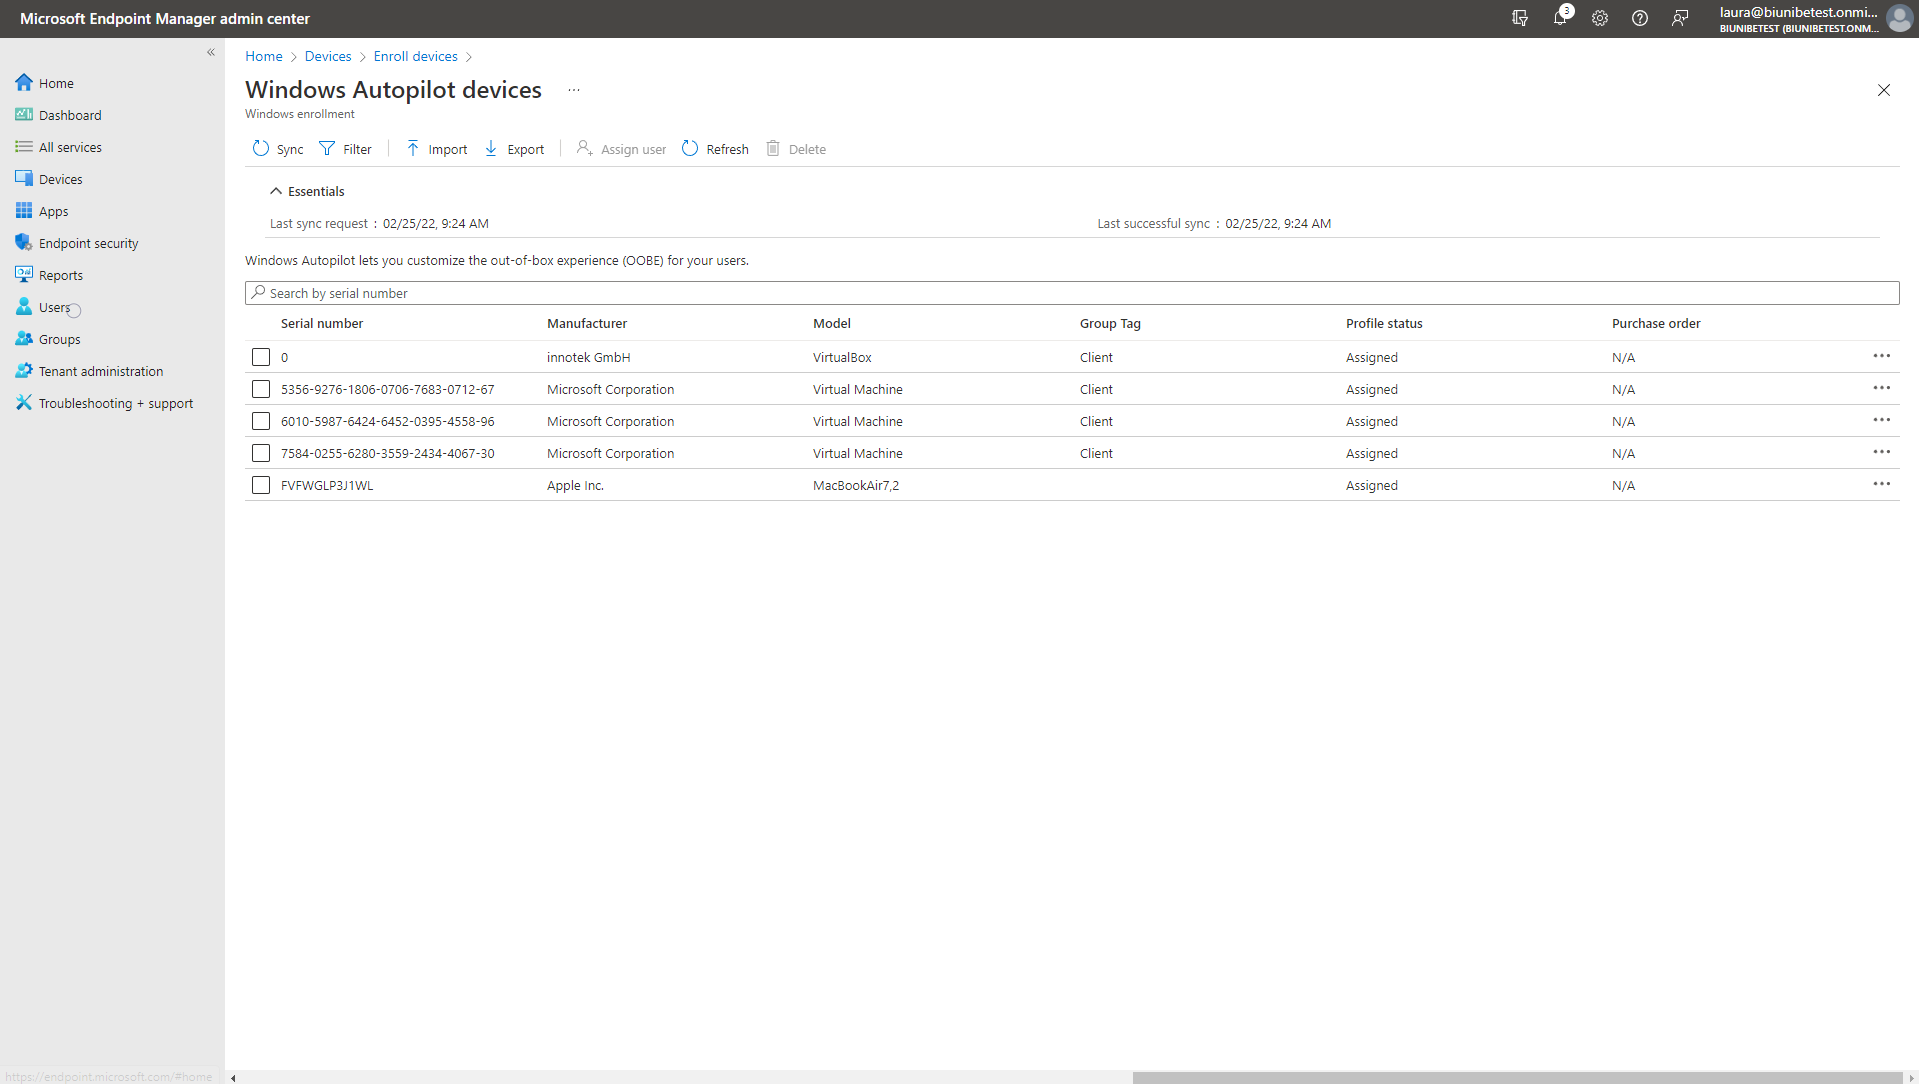 Microsoft Endpoint Manager admin center
3
laura@biunibetest.onmi...
BIUNIBETEST (BIUNIBETEST.ONM...
«
Home
Dashboard
All services
Devices
Apps
Endpoint security
Reports
Users
Groups
Tenant administration
Troubleshooting + support
Home > Devices > Enroll devices >
Windows Autopilot devices ...
Windows enrollment
Sync Filter Import Export Assign user Refresh Delete
Essentials
Last sync request : 02/25/22, 9:24 AM Last successful sync : 02/25/22, 9:24 AM
Windows Autopilot lets you customize the out-of-box experience (OOBE) for your users.
Search by serial number
Serial number Manufacturer Model Group Tag Profile status Purchase order
0 innotek GmbH VirtualBox Client Assigned N/A ...
5356-9276-1806-0706-7683-0712-67 Microsoft Corporation Virtual Machine Client Assigned N/A ...
6010-5987-6424-6452-0395-4558-96 Microsoft Corporation Virtual Machine Client Assigned N/A ...
7584-0255-6280-3559-2434-4067-30 Microsoft Corporation Virtual Machine Client Assigned N/A ...
FVFWGLP3J1WL Apple Inc. MacBookAir7,2 Assigned N/A ...
https://endpoint.microsoft.com/#home